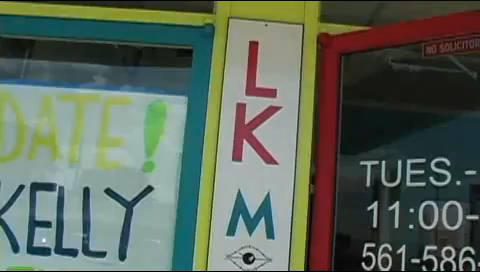 DATE!
KELLY
L
K
M
NO SOLICITOR
TUES.-
11:00-
561-586-